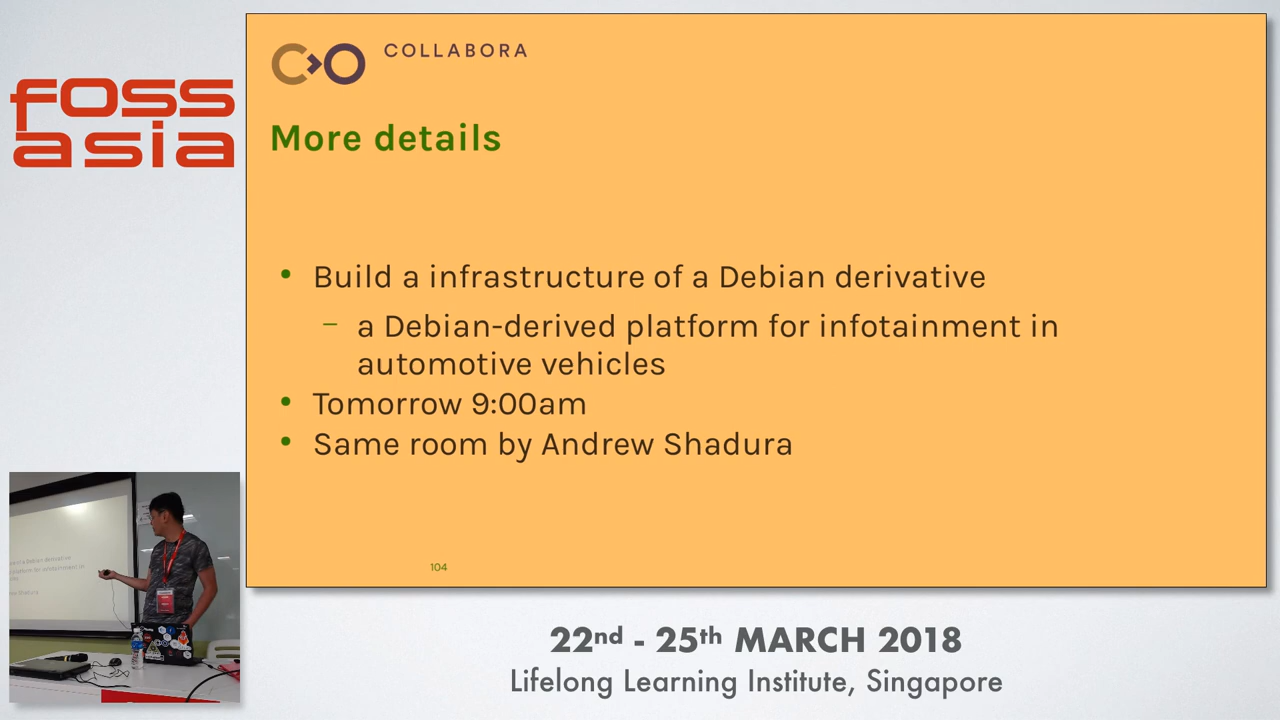 foss
asia
COLLABORA
More details
• Build a infrastructure of a Debian derivative
– a Debian-derived platform for infotainment in
automotive vehicles
• Tomorrow 9:00am
• Same room by Andrew Shadura
104
22nd - 25th MARCH 2018
Lifelong Learning Institute, Singapore